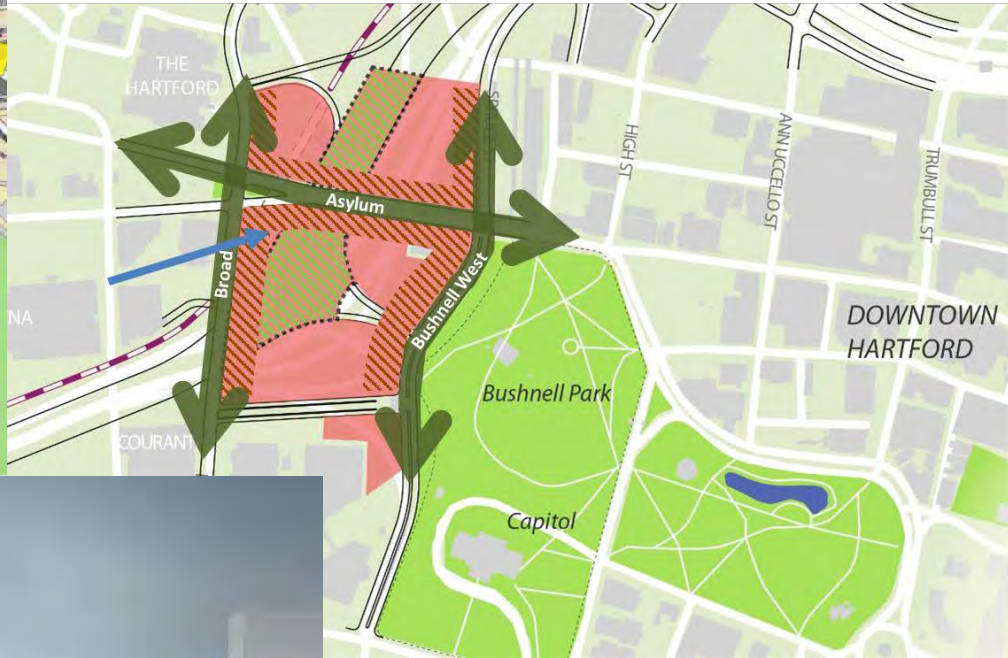 THE
HARTFORD
HIGH ST
ANN UCCELLO ST
TRUMBULL ST
Asylum
Broad
Bushnell West
NA
DOWNTOWN
HARTFORD
Bushnell Park
COURANT
Capitol